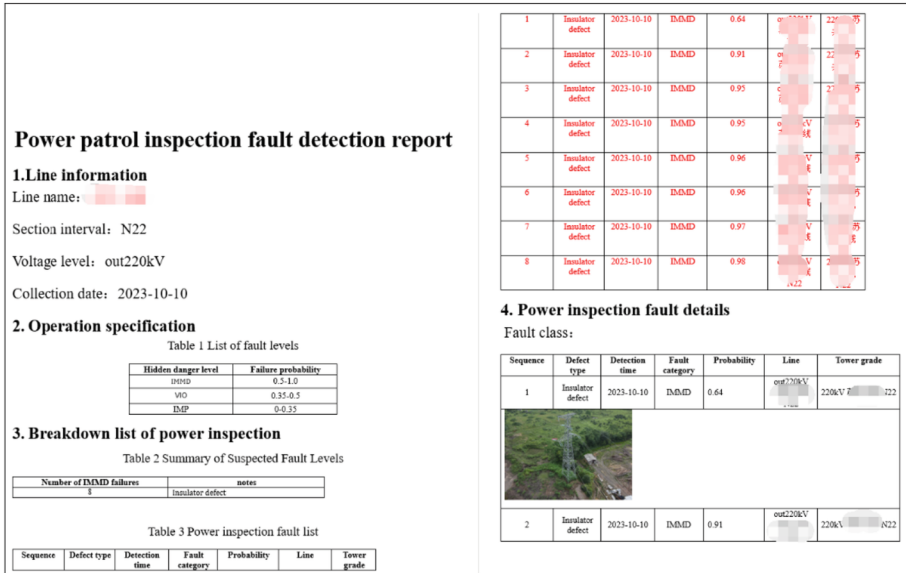 Power patrol inspection fault detection report
1.Line information
Line name:
Section interval: N22
Voltage level: out220kV
Collection date: 2023-10-10
2. Operation specification
Table 1 List of fault levels
Hidden danger level Failure probability
IMMD 0.5-1.0
VIO 0.35-0.5
IMP 0-0.35
3. Breakdown list of power inspection
Table 2 Summary of Suspected Fault Levels
Number of IMMD failures notes
8 Insulator defect
Table 3 Power inspection fault list
Sequence Defect type Detection Fault Probability Line Tower
time category grade
1 Insulator 2023-10-10 IMMD 0.64
defect
2 Insulator 2023-10-10 IMMD 0.91
defect
3 Insulator 2023-10-10 IMMD 0.95
defect
4 Insulator 2023-10-10 IMMD 0.95
defect
5 Insulator 2023-10-10 IMMD 0.96
defect
6 Insulator 2023-10-10 IMMD 0.96
defect
7 Insulator 2023-10-10 IMMD 0.97
defect
8 Insulator 2023-10-10 IMMD 0.98
defect
N22
4. Power inspection fault details
Fault class:
Sequence Defect Detection Fault Probability Line Tower grade
type time category
out220kV
1 Insulator 2023-10-10 IMMD 0.64 220kV
defect
out220kV
2 Insulator 2023-10-10 IMMD 0.91 220k N22
defect